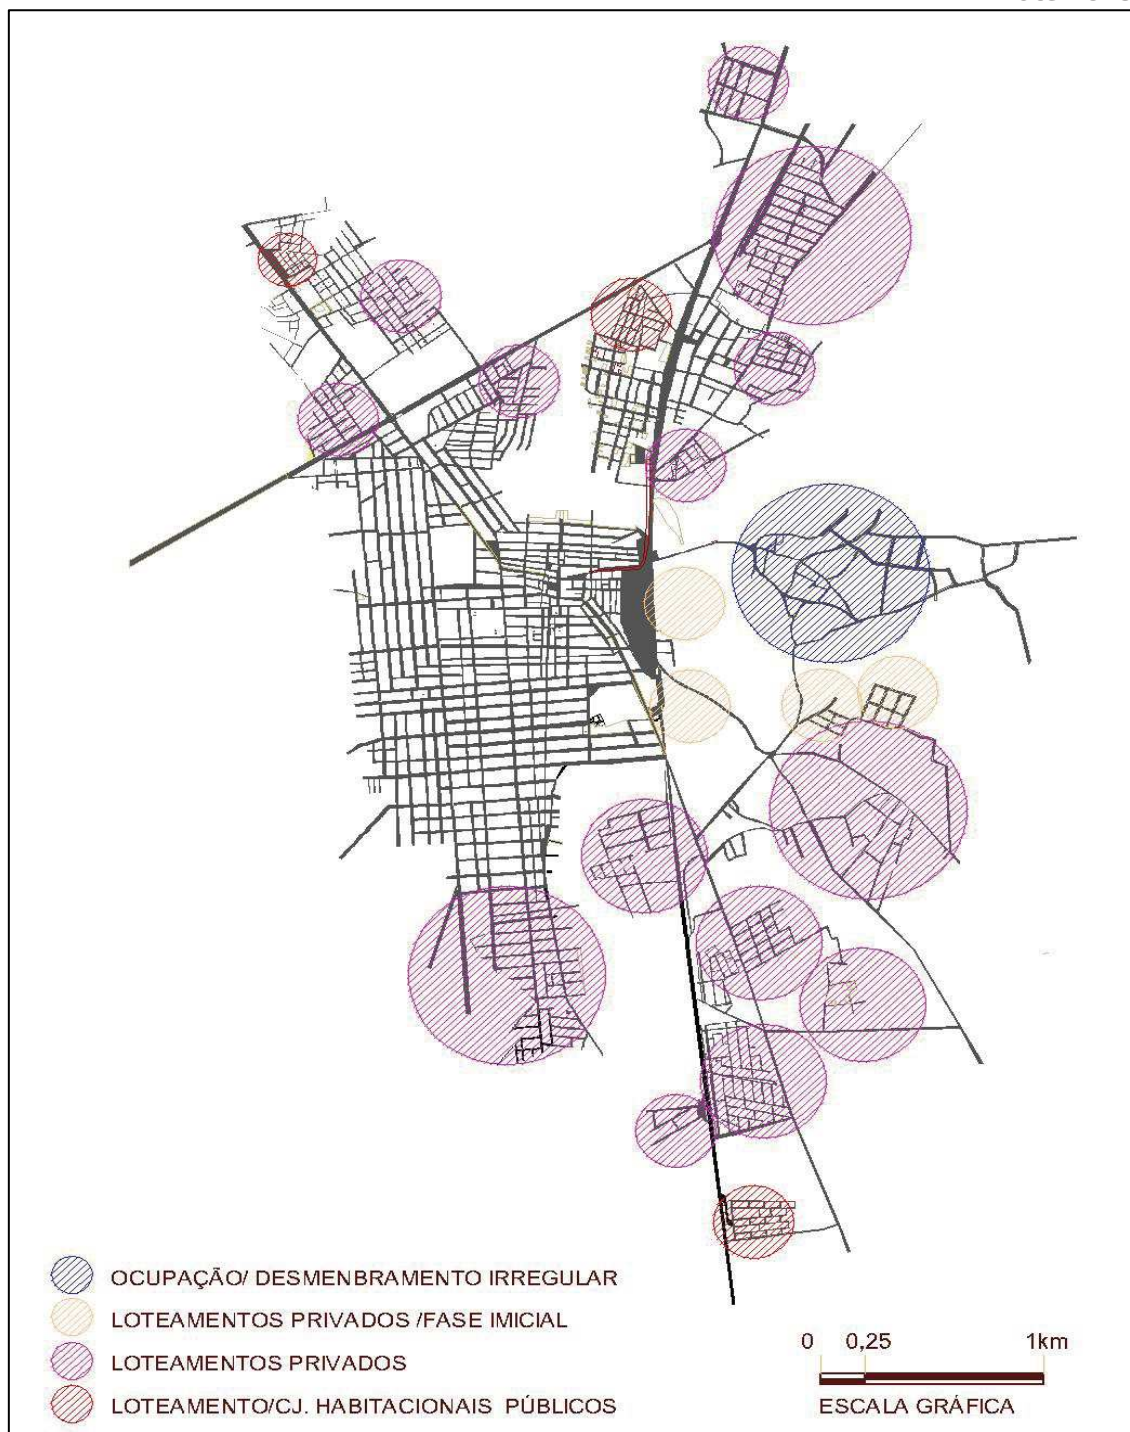 OCUPAÇÃO/ DESMENBRAMENTO IRREGULAR
LOTEAMENTOS PRIVADOS /FASE IMICIAL
LOTEAMENTOS PRIVADOS
LOTEAMENTO/CJ. HABITACIONAIS PÚBLICOS
0 0,25 1km
ESCALA GRÁFICA